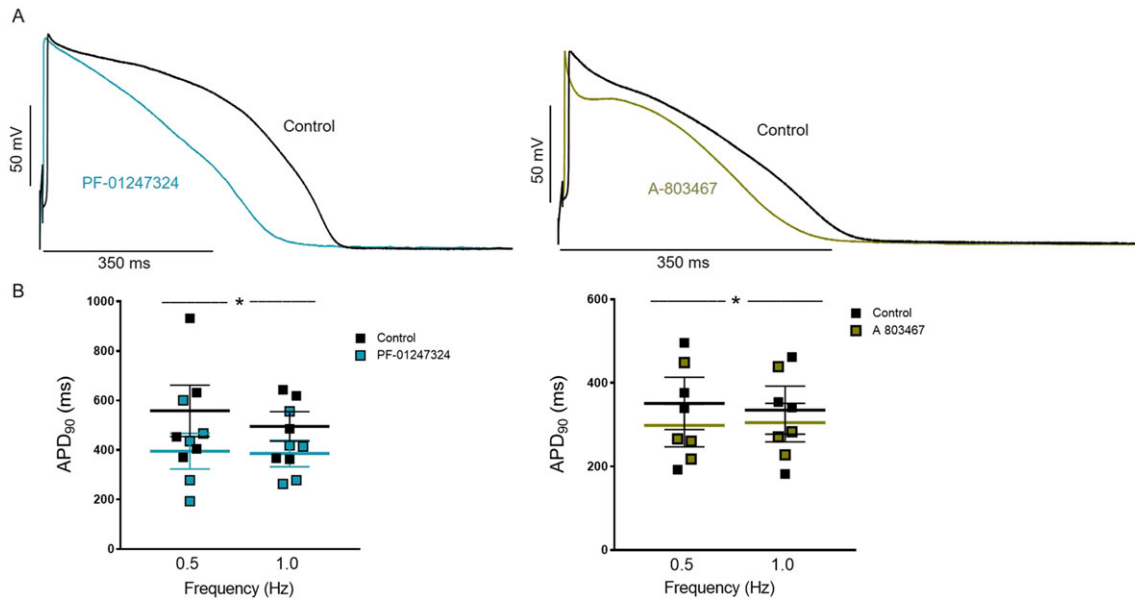 A
50 mV
Control
PF-01247324
350 ms
50 mV
Control
A-803467
350 ms
B
*
1000
800
600
400
200
0
APD90 (ms)
0.5
1.0
Frequency (Hz)
Control
PF-01247324
*
600
400
200
0
APD90 (ms)
0.5
1.0
Frequency (Hz)
Control
A 803467